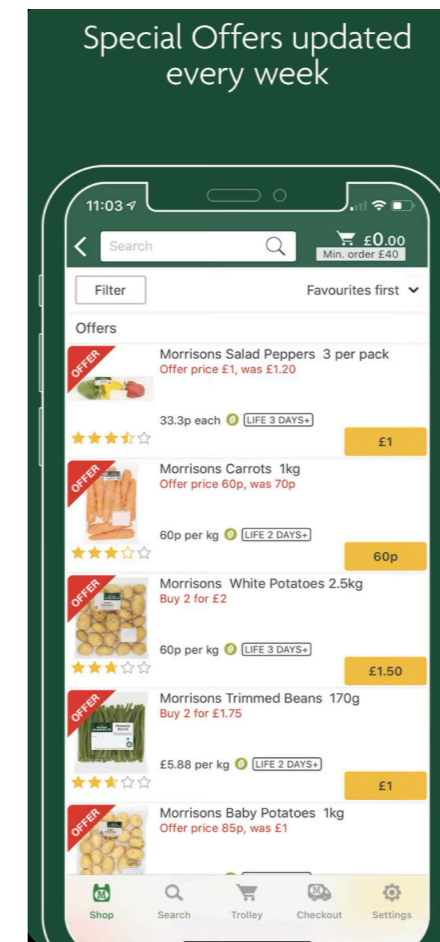 Special Offers updated
every week
11:03
Search
£0.00
Min. order £40
Filter
Favourites first
Offers
OFFER
Morrisons Salad Peppers 3 per pack
Offer price £1, was £1.20
33.3p each
LIFE 3 DAYS+
£1
OFFER
Morrisons Carrots 1kg
Offer price 60p, was 70p
60p per kg
LIFE 2 DAYS+
60p
OFFER
Morrisons White Potatoes 2.5kg
Buy 2 for £2
60p per kg
LIFE 3 DAYS+
£1.50
OFFER
Morrisons Trimmed Beans 170g
Buy 2 for £1.75
£5.88 per kg
LIFE 2 DAYS+
£1
OFFER
Morrisons Baby Potatoes 1kg
Offer price 85p, was £1
Shop
Search
Trolley
Checkout
Settings